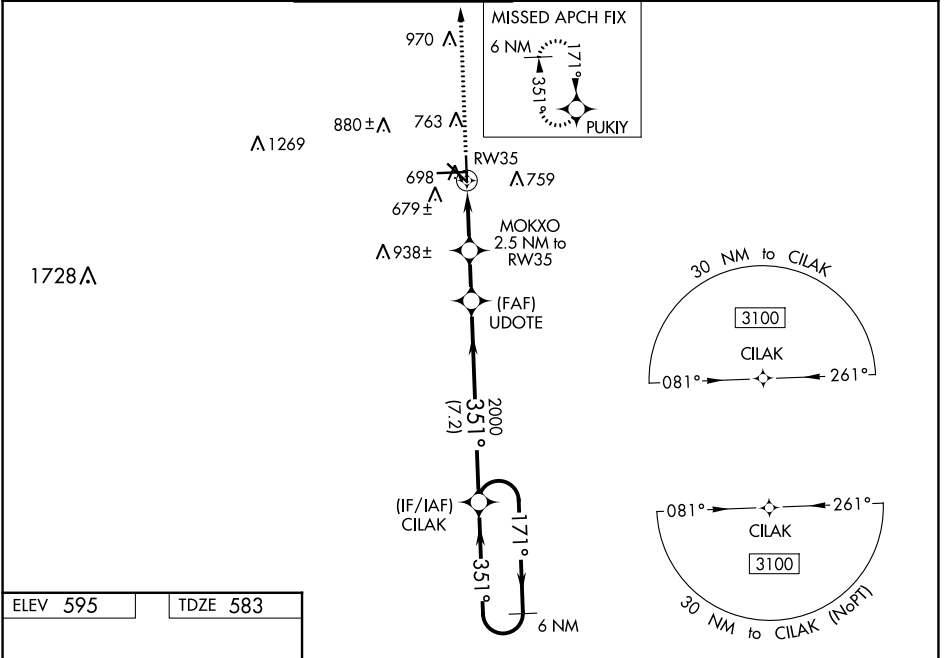 MISSED APCH FIX
6 NM
171°
351°
PUKIY
970
880±
763
1269
RW35
698
759
679±
MOKXO
2.5 NM to
RW35
938±
1728
(FAF)
UDOTE
30 NM to CILAK
3100
CILAK
081°
261°
2000
351°
(7.2)
(IF/IAF)
CILAK
171°
351°
6 NM
081°
261°
CILAK
3100
30 NM to CILAK (NoPT)
ELEV 595
TDZE 583